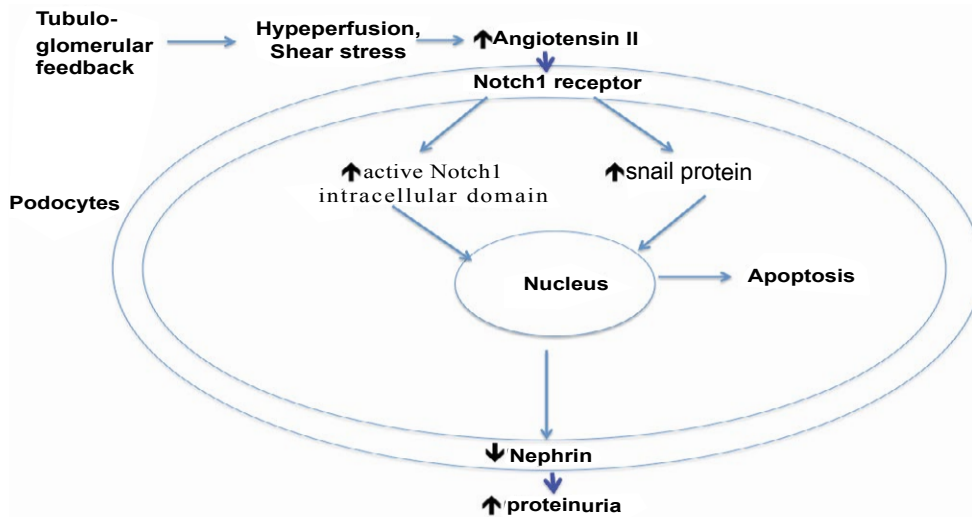 Tubulo-
glomerular
feedback
Hypeperfusion,
Shear stress
Angiotensin II
Notch1 receptor
active Notch1
intracellular domain
snail protein
Podocytes
Nucleus
Apoptosis
Nephrin
proteinuria